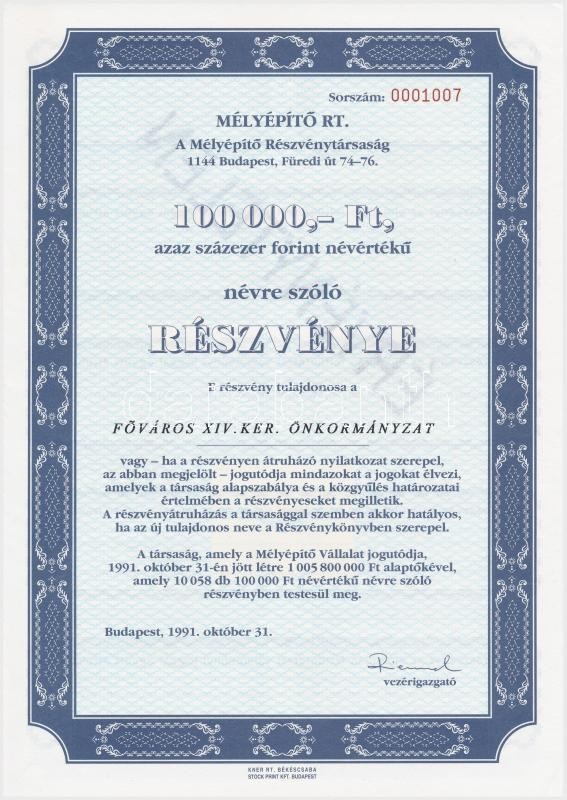 Sorszám: 0001007
MÉLYÉPÍTŐ RT.
A Mélyépítő Részvénytársaság
1144 Budapest, Füredi út 74–76.
100 000,– Ft,
azaz százezer forint névértékű
névre szóló
RÉSZVÉNYE
E részvény tulajdonosa a
FŐVÁROS XIV.KER. ÖNKORMÁNYZAT
vagy – ha a részvényen átruházó nyilatkozat szerepel,
az abban megjelölt – jogutódja mindazokat a jogokat élvezi,
amelyek a társaság alapszabálya és a közgyűlés határozatai
értelmében a részvényeseket megilletik.
A részvényátruházás a társasággal szemben akkor hatályos,
ha az új tulajdonos neve a Részvénykönyvben szerepel.
A társaság, amely a Mélyépítő Vállalat jogutódja,
1991. október 31-én jött létre 1 005 800 000 Ft alaptőkével,
amely 10 058 db 100 000 Ft névértékű névre szóló
részvényben testesül meg.
Budapest, 1991. október 31.
vezérigazgató
KNER RT. BÉKÉSCSABA
STOCK PRINT KFT. BUDAPEST